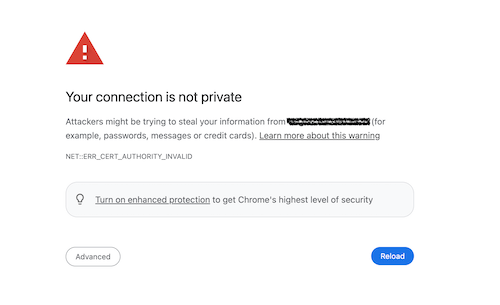 Your connection is not private
Attackers might be trying to steal your information from (for
example, passwords, messages or credit cards). Learn more about this warning
NET::ERR_CERT_AUTHORITY_INVALID
Turn on enhanced protection to get Chrome's highest level of security
Advanced
Reload